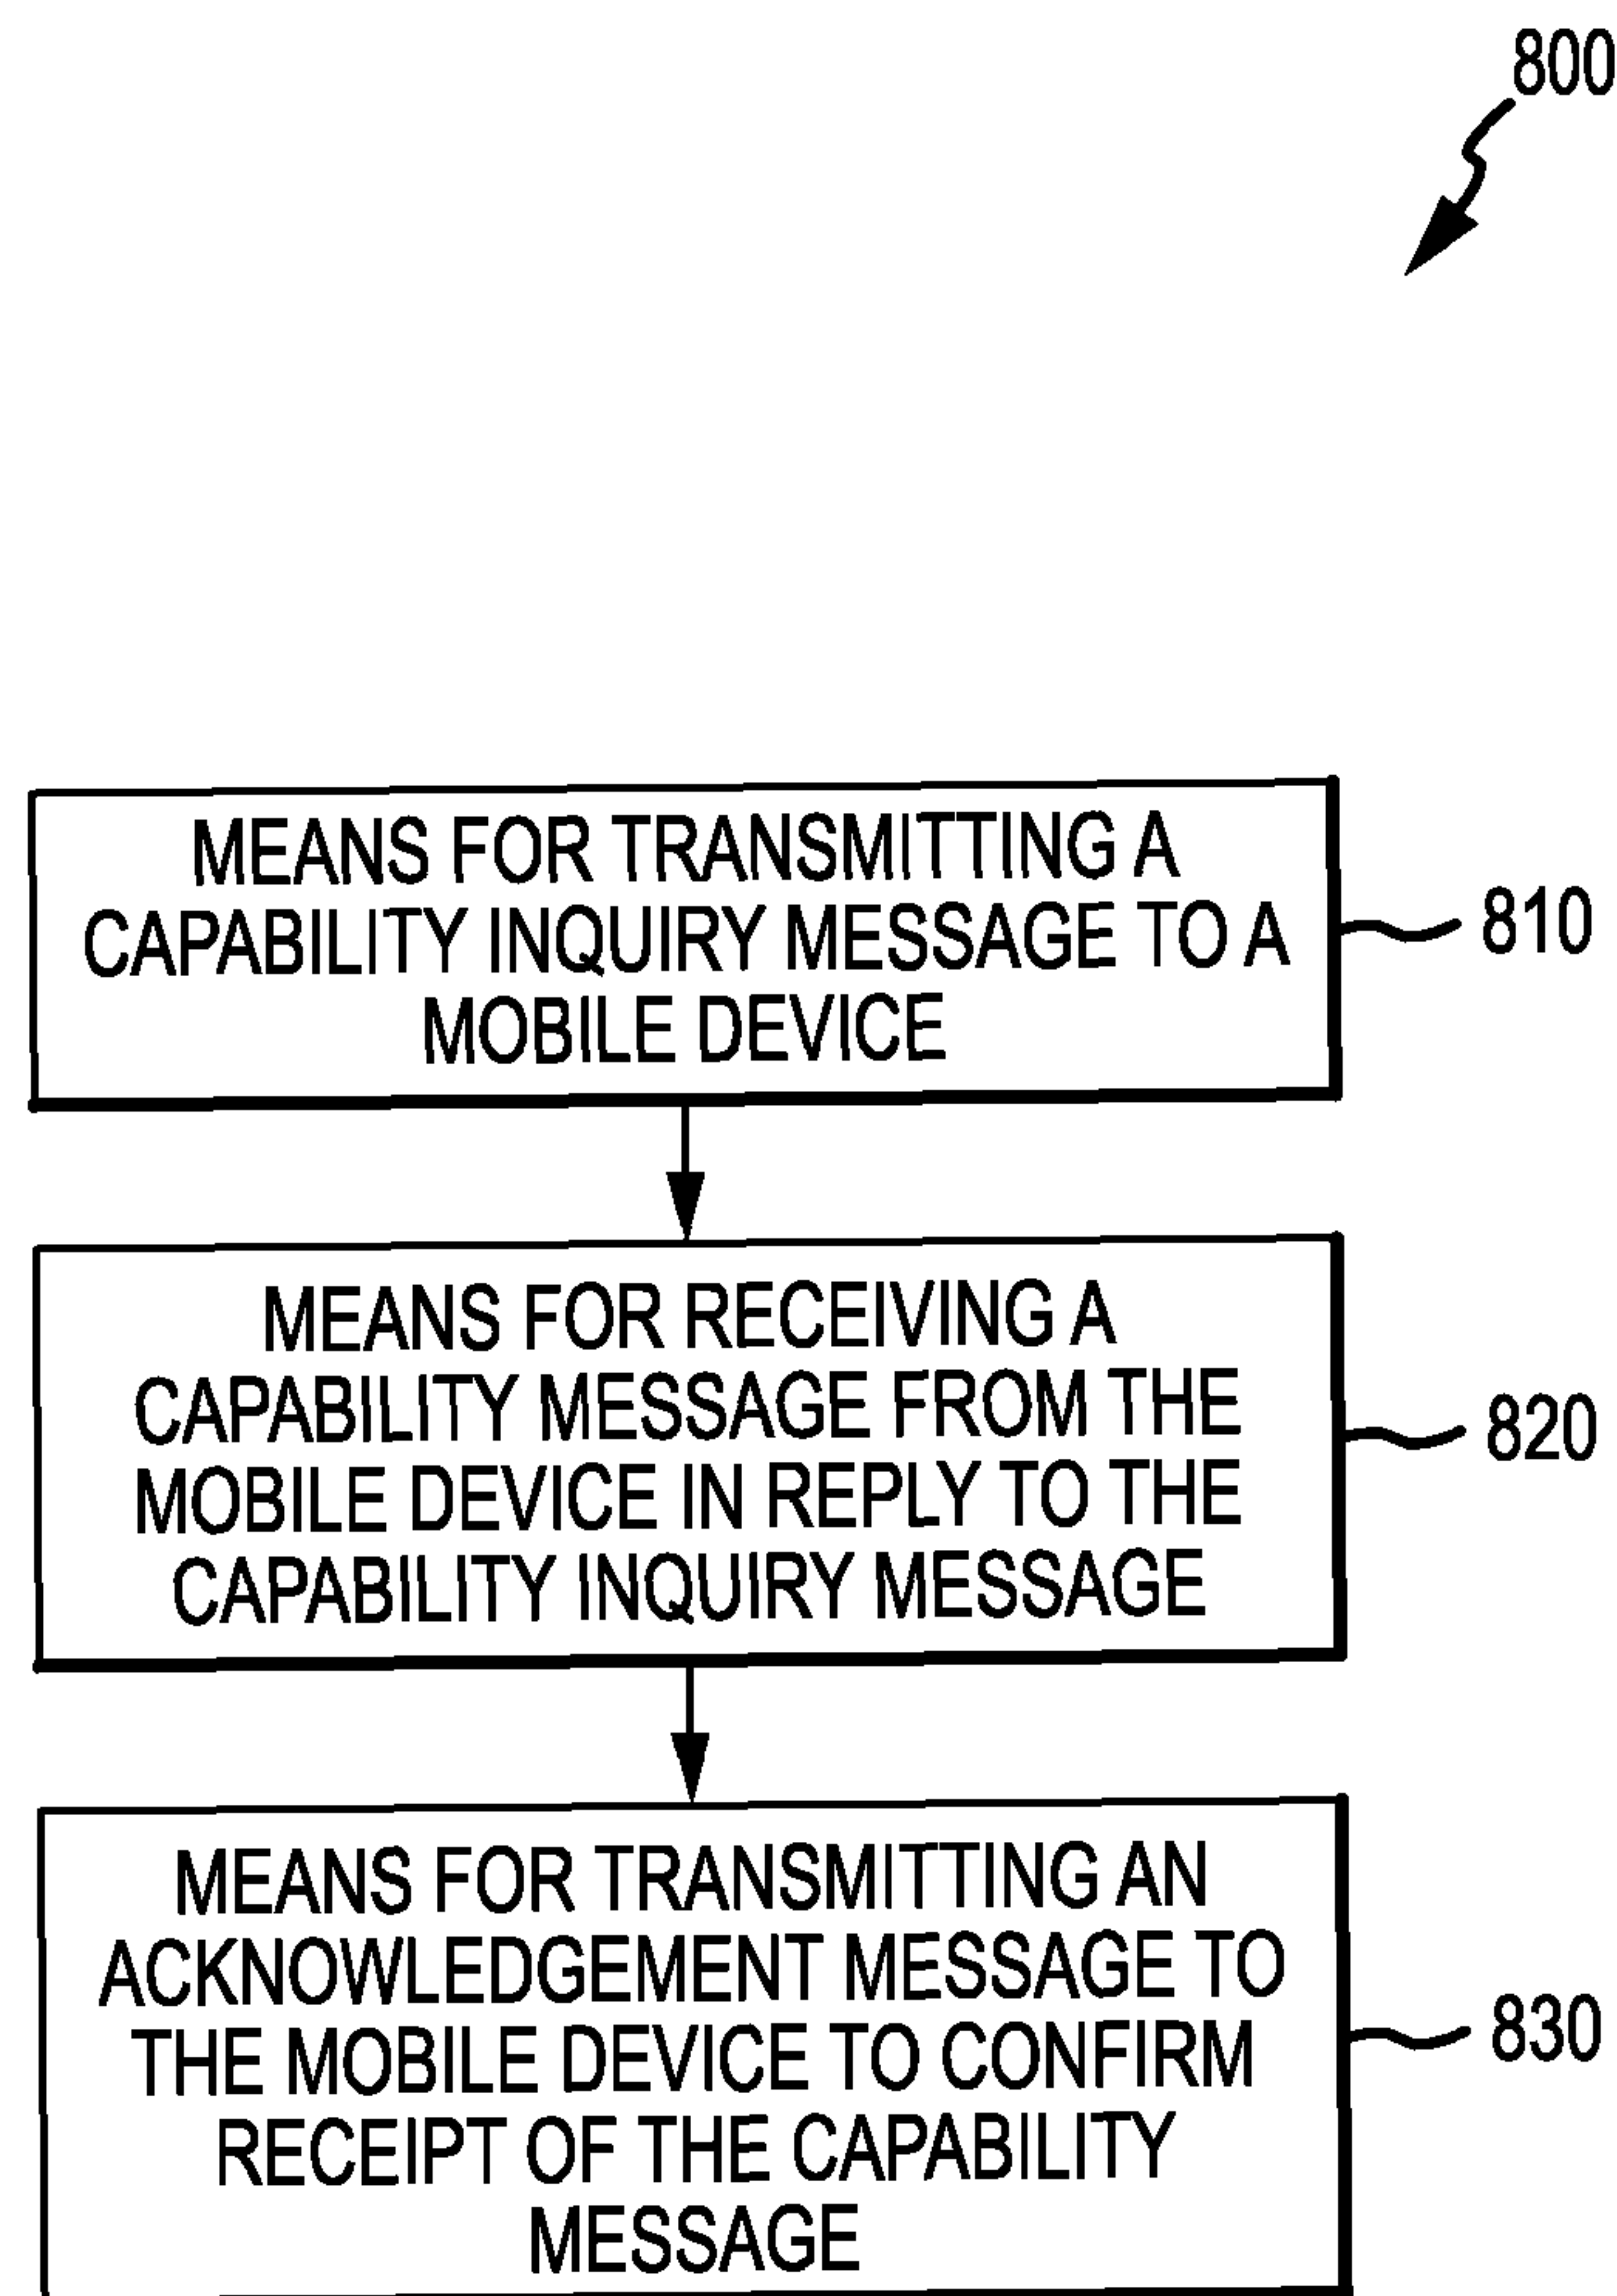 800
MEANS FOR TRANSMITTING A
CAPABILITY INQUIRY MESSAGE TO A
MOBILE DEVICE
810
MEANS FOR RECEIVING A
CAPABILITY MESSAGE FROM THE
MOBILE DEVICE IN REPLY TO THE
CAPABILITY INQUIRY MESSAGE
820
MEANS FOR TRANSMITTING AN
ACKNOWLEDGEMENT MESSAGE TO
THE MOBILE DEVICE TO CONFIRM
RECEIPT OF THE CAPABILITY
MESSAGE
830